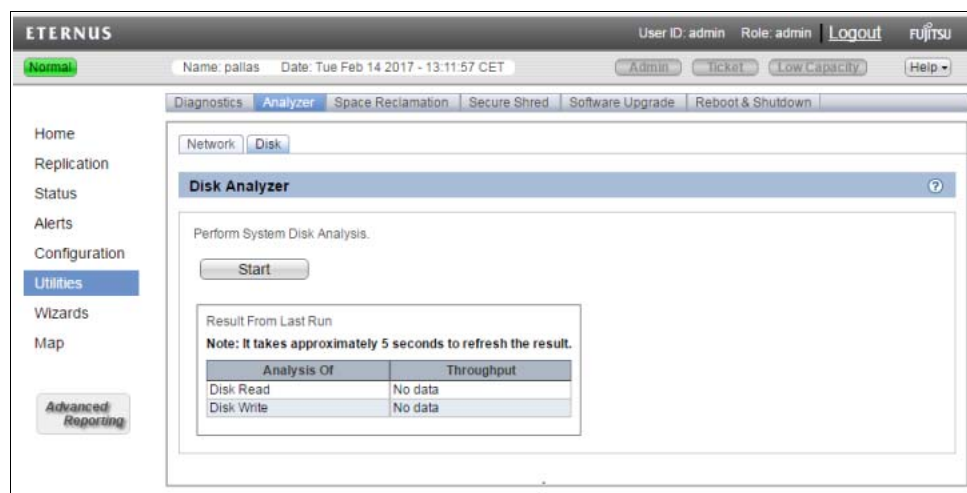 ETERNUS
User ID: admin Role: admin Logout FUJITSU
Normal Name: pallas Date: Tue Feb 14 2017 - 13:11:57 CET Admin Ticket Low Capacity Help
Diagnostics Analyzer Space Reclamation Secure Shred Software Upgrade Reboot & Shutdown
Home
Replication
Status
Alerts
Configuration
Utilities
Wizards
Map
Advanced
Reporting
Network Disk
Disk Analyzer ?
Perform System Disk Analysis.
Start
Result From Last Run
Note: It takes approximately 5 seconds to refresh the result.
Analysis Of Throughput
Disk Read No data
Disk Write No data